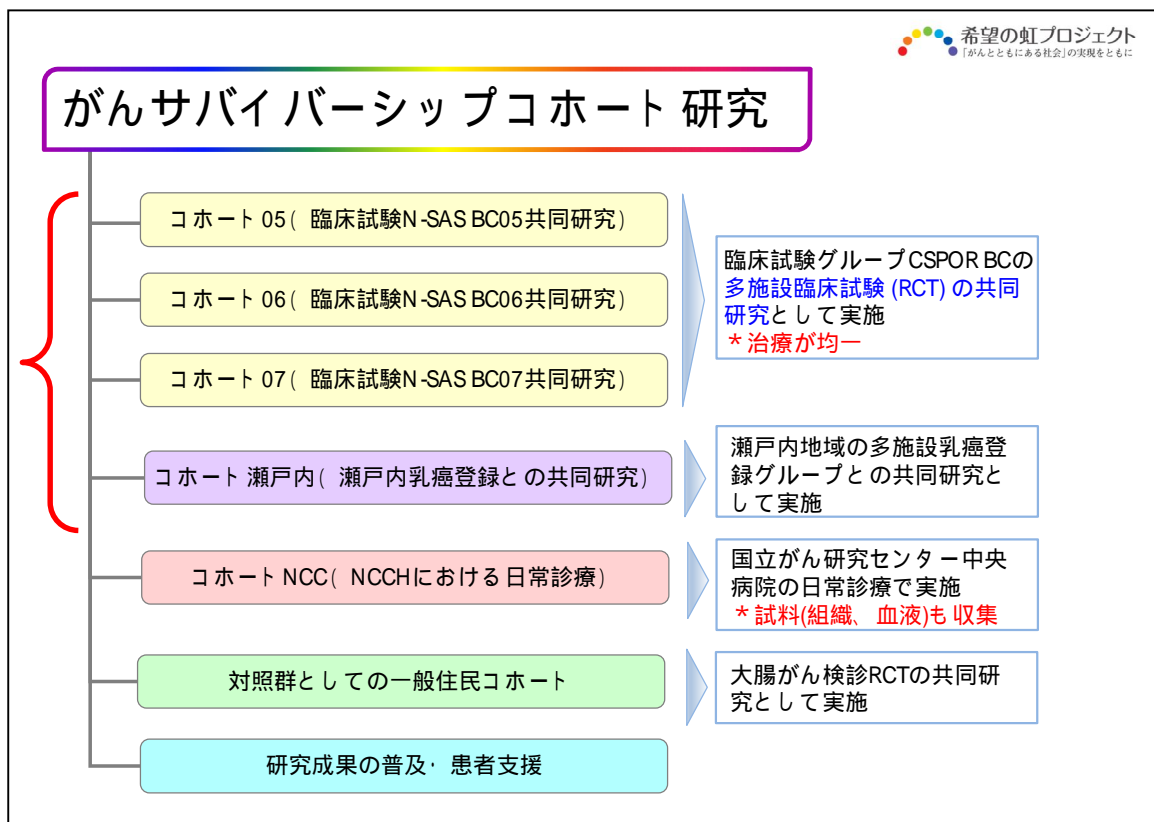 希望の虹プロジェクト
「がんとともにある社会」の実現をともに
がんサバイバーシップコホート研究
コホート05(臨床試験N-SAS BC05共同研究)
コホート06(臨床試験N-SAS BC06共同研究)
コホート07(臨床試験N-SAS BC07共同研究)
臨床試験グループCSPOR BCの
多施設臨床試験(RCT)の共同
研究として実施
*治療が均一
コホート瀬戸内(瀬戸内乳癌登録との共同研究)
瀬戸内地域の多施設乳癌登
録グループとの共同研究と
して実施
コホートNCC(NCCHにおける日常診療)
国立がん研究センター中央
病院の日常診療で実施
*試料(組織、血液)も収集
対照群としての一般住民コホート
大腸がん検診RCTの共同研
究として実施
研究成果の普及・患者支援